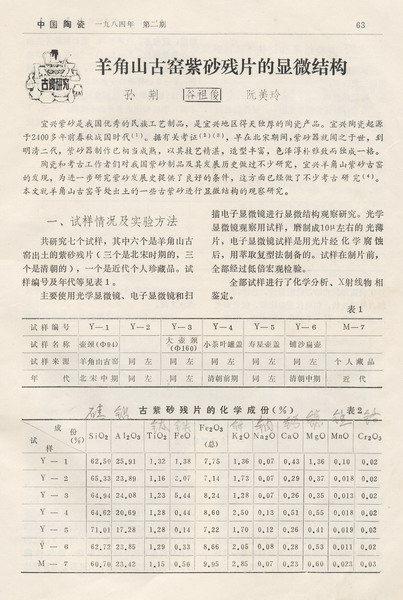 中国陶瓷 一九八四年 第二期 63
古瓷研究
羊角山古窑紫砂残片的显微结构
孙荆 谷祖俊 阮美玲
宜兴紫砂是我国优秀的民族工艺制品，是宜兴地区得天独厚的陶瓷产品。宜兴陶瓷起源
于2400多年前春秋战国时代(1)。据有关考证(2)(3)，早在北宋期间，紫砂器就闻之于世，到
明清二代，紫砂器制作已相当成熟，以其技艺精湛，造型丰富，色泽淳朴雅致而独放一格。
陶瓷和考古工作者们对我国紫砂制品及其发展历史做过不少研究，宜兴羊角山紫砂古窑
的发现，为进一步研究紫砂发展史提供了良好的条件，这方面已经做了不少考古研究(4)。
本文就羊角山古窑等处出土的一些古紫砂进行显微结构的观察研究。
一、试样情况及实验方法
共研究七个试样，其中六个是羊角山古
窑出土的紫砂残片（三个是北宋时期的，三
个是清朝的），一个是近代个人珍藏品。试
样编号及年代等见表1。
主要使用光学显微镜、电子显微镜和扫
描电子显微镜进行显微结构观察研究。光学
显微镜观察用试样，磨制成10μ左右的光薄
片，电子显微镜试样是用光片经化学腐蚀
后，用萃取复型法制备的。试样在制片前，
全部经过低倍宏观检验。
全部试样进行了化学分析、X射线物相
鉴定。
表1
试样编号 Y—1 Y—2 Y—3 Y—4 Y—5 Y—6 M—7
试样名称 壶颈(Φ94) 大壶颈(Φ160) 小茶叶罐盖 寿星壶盖 铺沙扁壶
试样来源 羊角山古窑 同左 同左 同左 同左 同左 个人藏品
年代 北宋中期 同左 同左 清朝前期 同左 清朝中期 近代
古紫砂残片的化学成份(%) 表2
试样 成份(%) SiO2 Al2O3 TiO2 FeO Fe2O3(总) K2O Na2O CaO MgO MnO Cr2O3
Y—1 62.50 25.91 1.32 1.38 7.75 1.36 0.07 0.43 1.36 0.10 0.02
Y—2 65.33 23.89 1.16 2.07 7.14 1.73 0.07 0.29 0.37 0.018 0.02
Y—3 64.94 24.08 1.23 5.44 8.24 1.28 0.07 0.26 0.35 0.013 0.02
Y—4 64.62 20.69 1.28 0.44 8.60 2.50 0.13 0.51 0.55 0.018 0.02
Y—5 71.01 17.28 1.28 0.14 7.22 1.70 0.12 0.26 0.41 0.019 0.02
Y—6 62.72 23.85 1.29 0.33 8.66 2.05 0.08 0.28 0.53 0.011 0.02
M—7 60.70 23.42 1.15 0.50 9.95 2.85 0.07 0.23 0.60 0.023 0.03